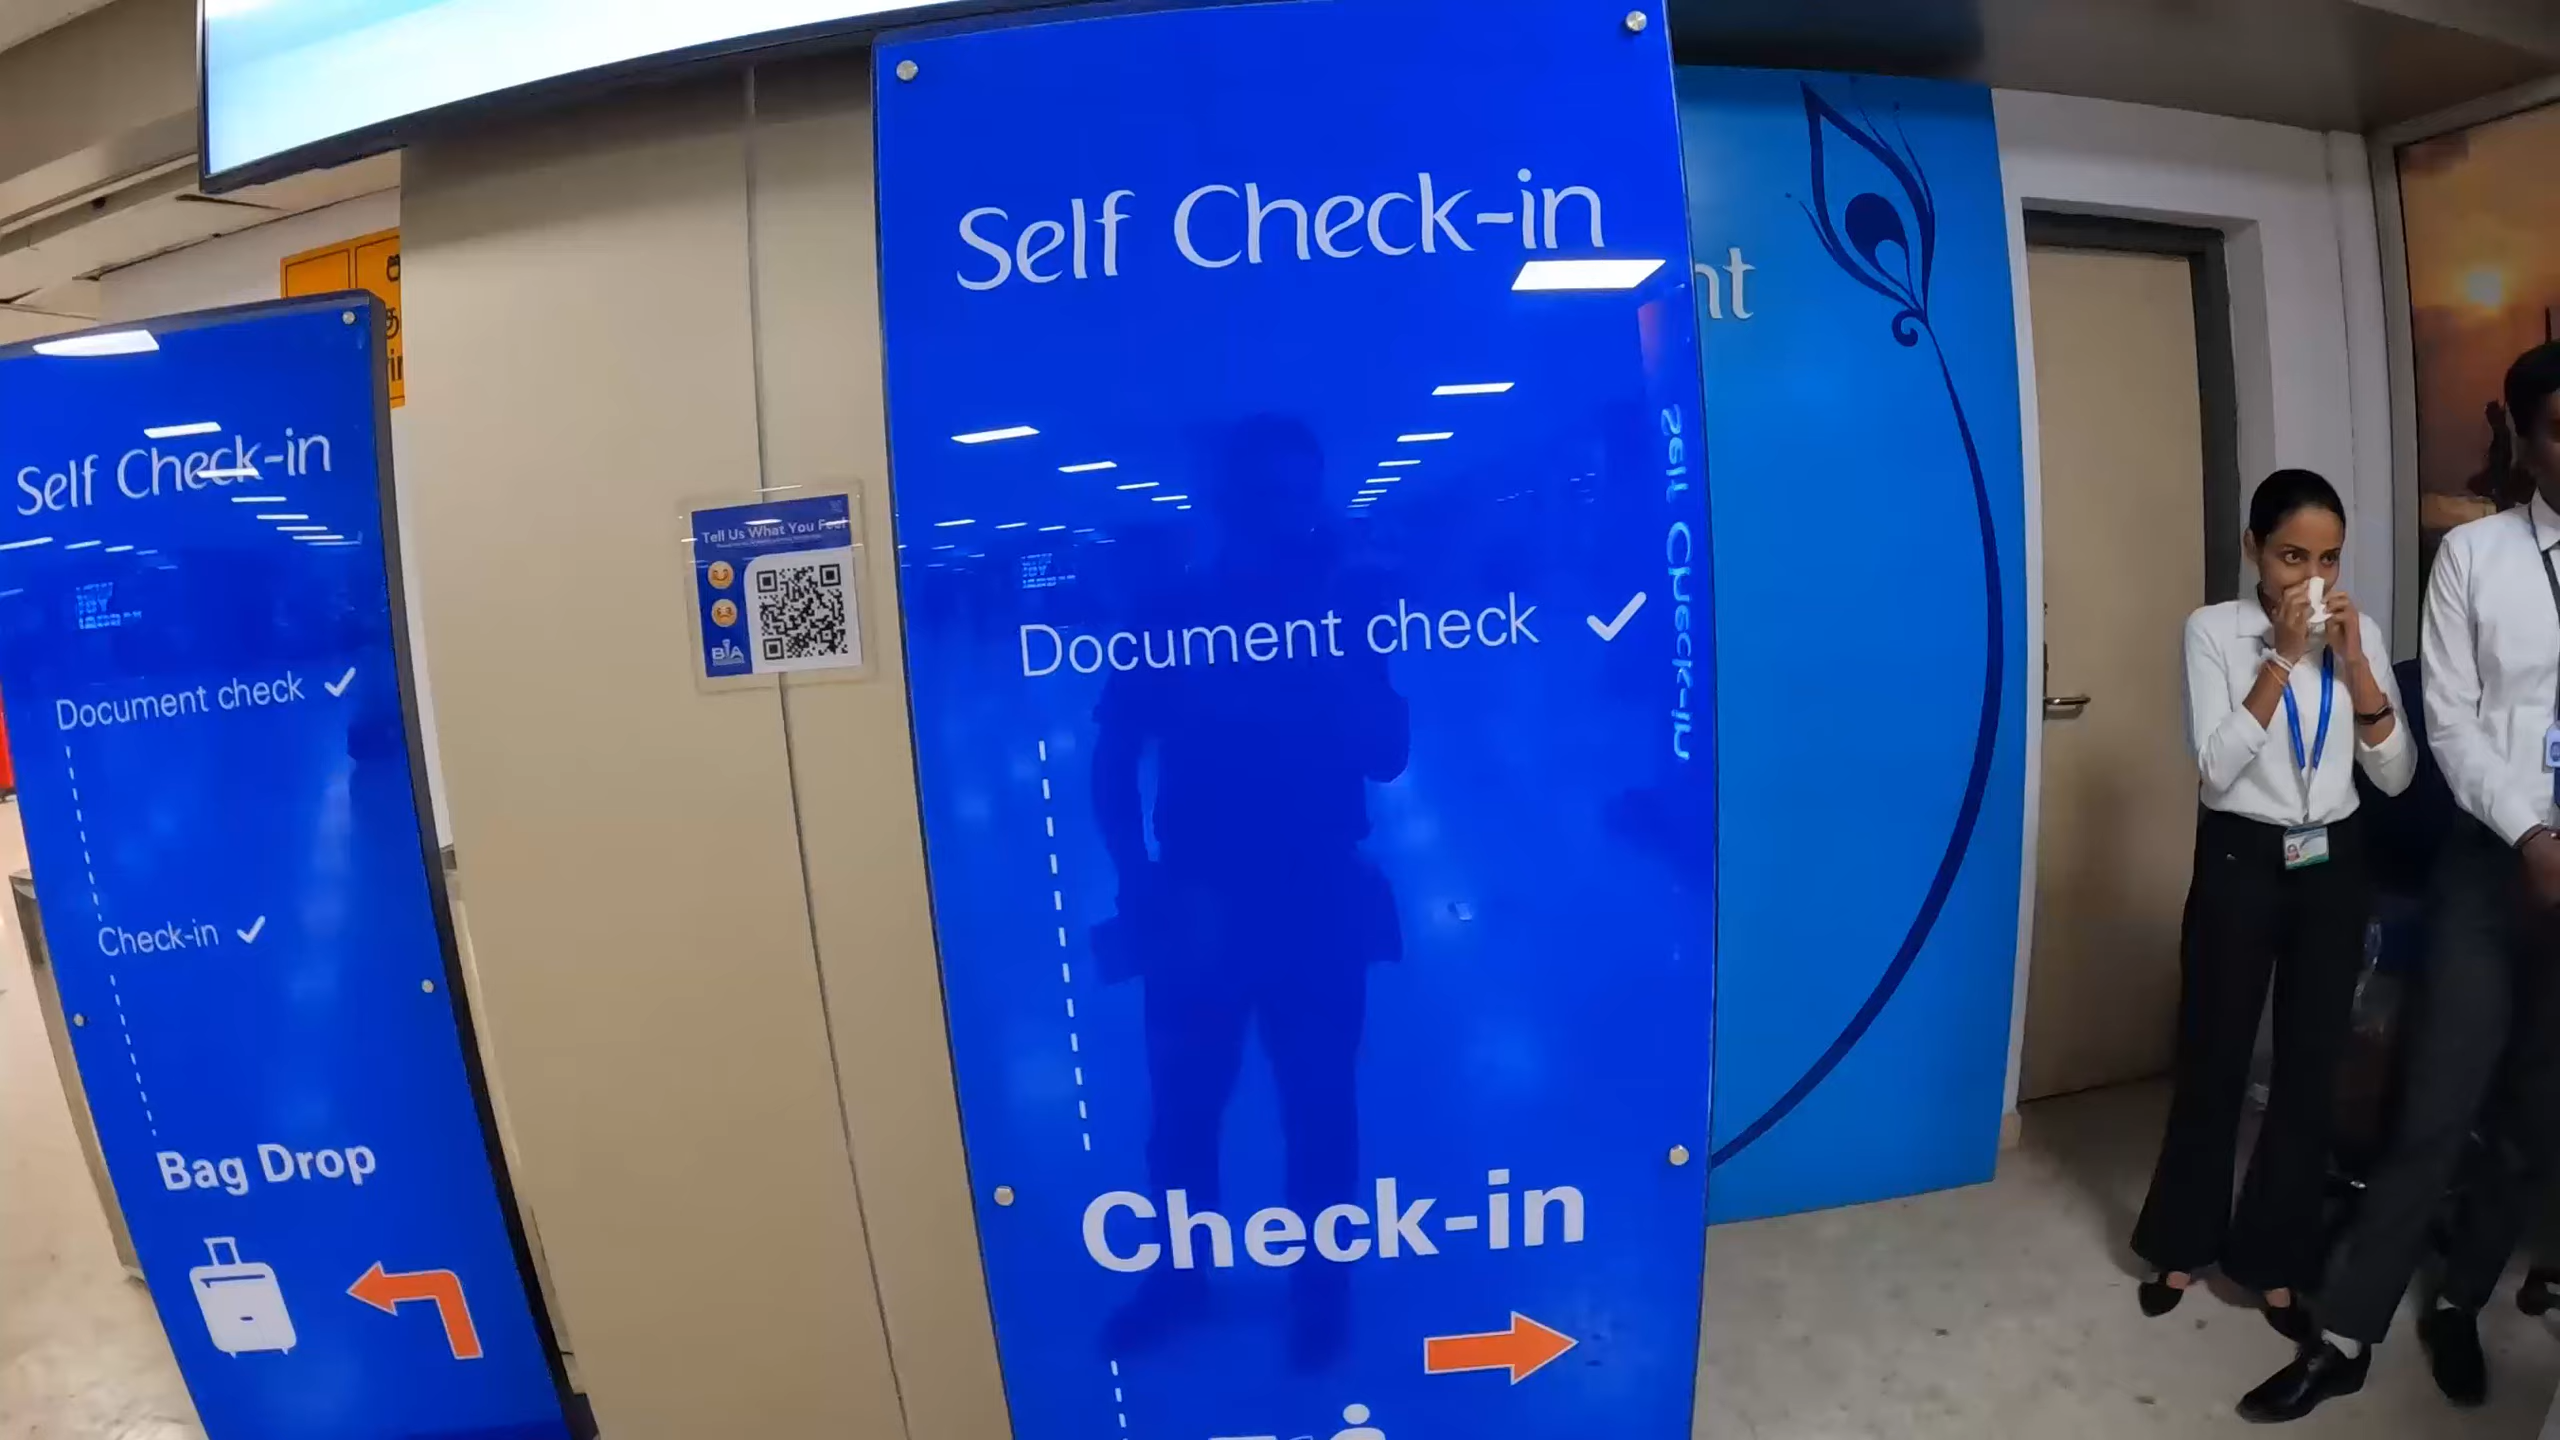 Self Check-in
Document check
Check-in
Bag Drop
Tell Us What You Feel
BIA
Self Check-in
Document check
Check-in
Self Check-in